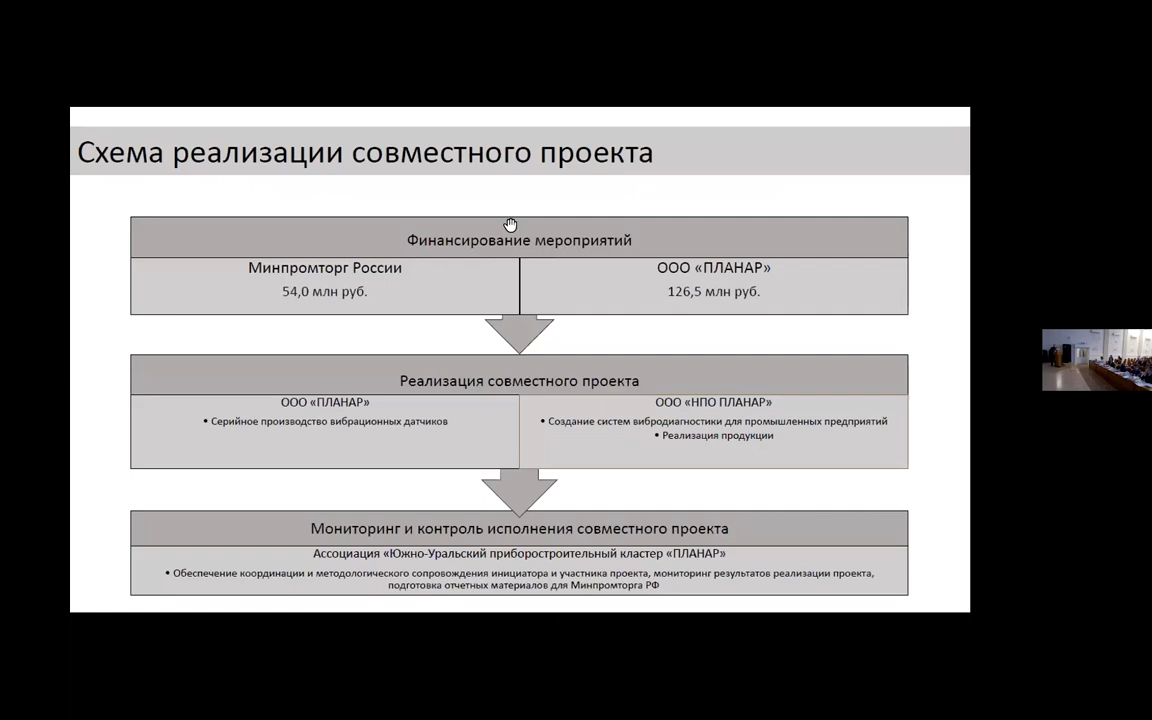 Схема реализации совместного проекта
Финансирование мероприятий
Минпромторг России
54,0 млн руб.
ООО «ПЛАНАР»
126,5 млн руб.
Реализация совместного проекта
ООО «ПЛАНАР»
• Серийное производство вибрационных датчиков
ООО «НПО ПЛАНАР»
• Создание систем вибродиагностики для промышленных предприятий
• Реализация продукции
Мониторинг и контроль исполнения совместного проекта
Ассоциация «Южно-Уральский приборостроительный кластер «ПЛАНАР»
• Обеспечение координации и методологического сопровождения инициатора и участника проекта, мониторинг результатов реализации проекта,
подготовка отчетных материалов для Минпромторга РФ